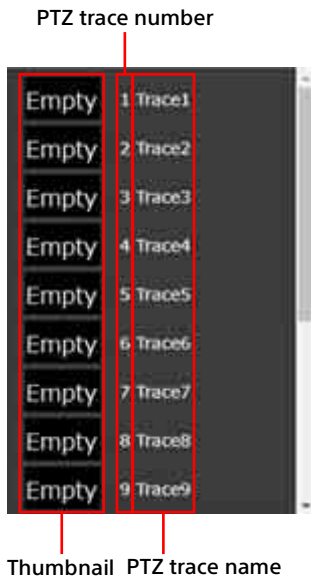 PTZ trace number
Empty 1 Trace1
Empty 2 Trace2
Empty 3 Trace3
Empty 4 Trace4
Empty 5 Trace5
Empty 6 Trace6
Empty 7 Trace7
Empty 8 Trace8
Empty 9 Trace9
Thumbnail PTZ trace name